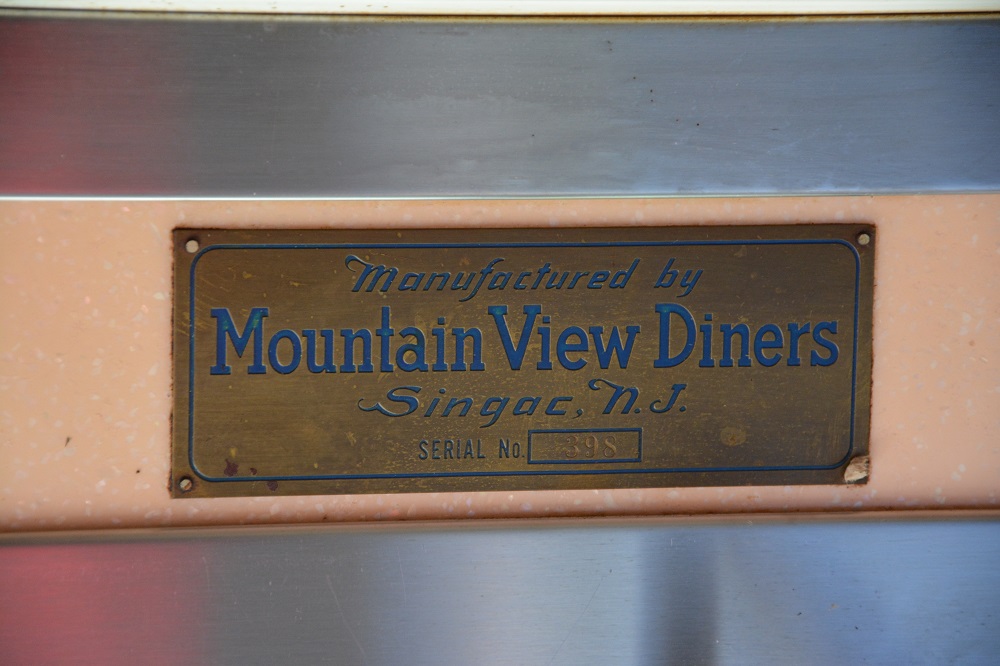 Manufactured by
Mountain View Diners
Singac, N.J.
SERIAL No. 398